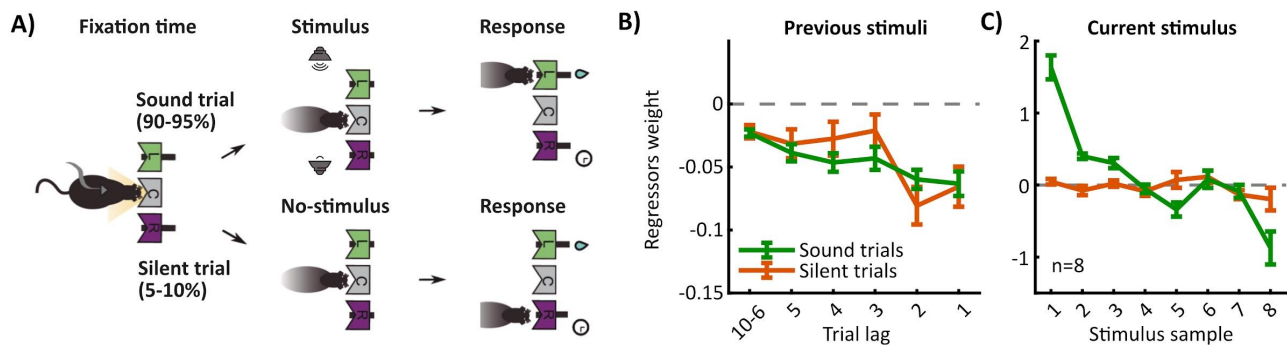 A)
Fixation time
Stimulus
Response
Sound trial
(90-95%)
L
C
R
L
C
R
L
C
R
No-stimulus
Response
Silent trial
(5-10%)
L
C
R
L
C
R
B)
Previous stimuli
Regressors weight
0
-0.05
-0.1
-0.15
Sound trials
Silent trials
10-6
5
4
3
2
1
Trial lag
C)
Current stimulus
2
1
0
-1
n=8
1
2
3
4
5
6
7
8
Stimulus sample